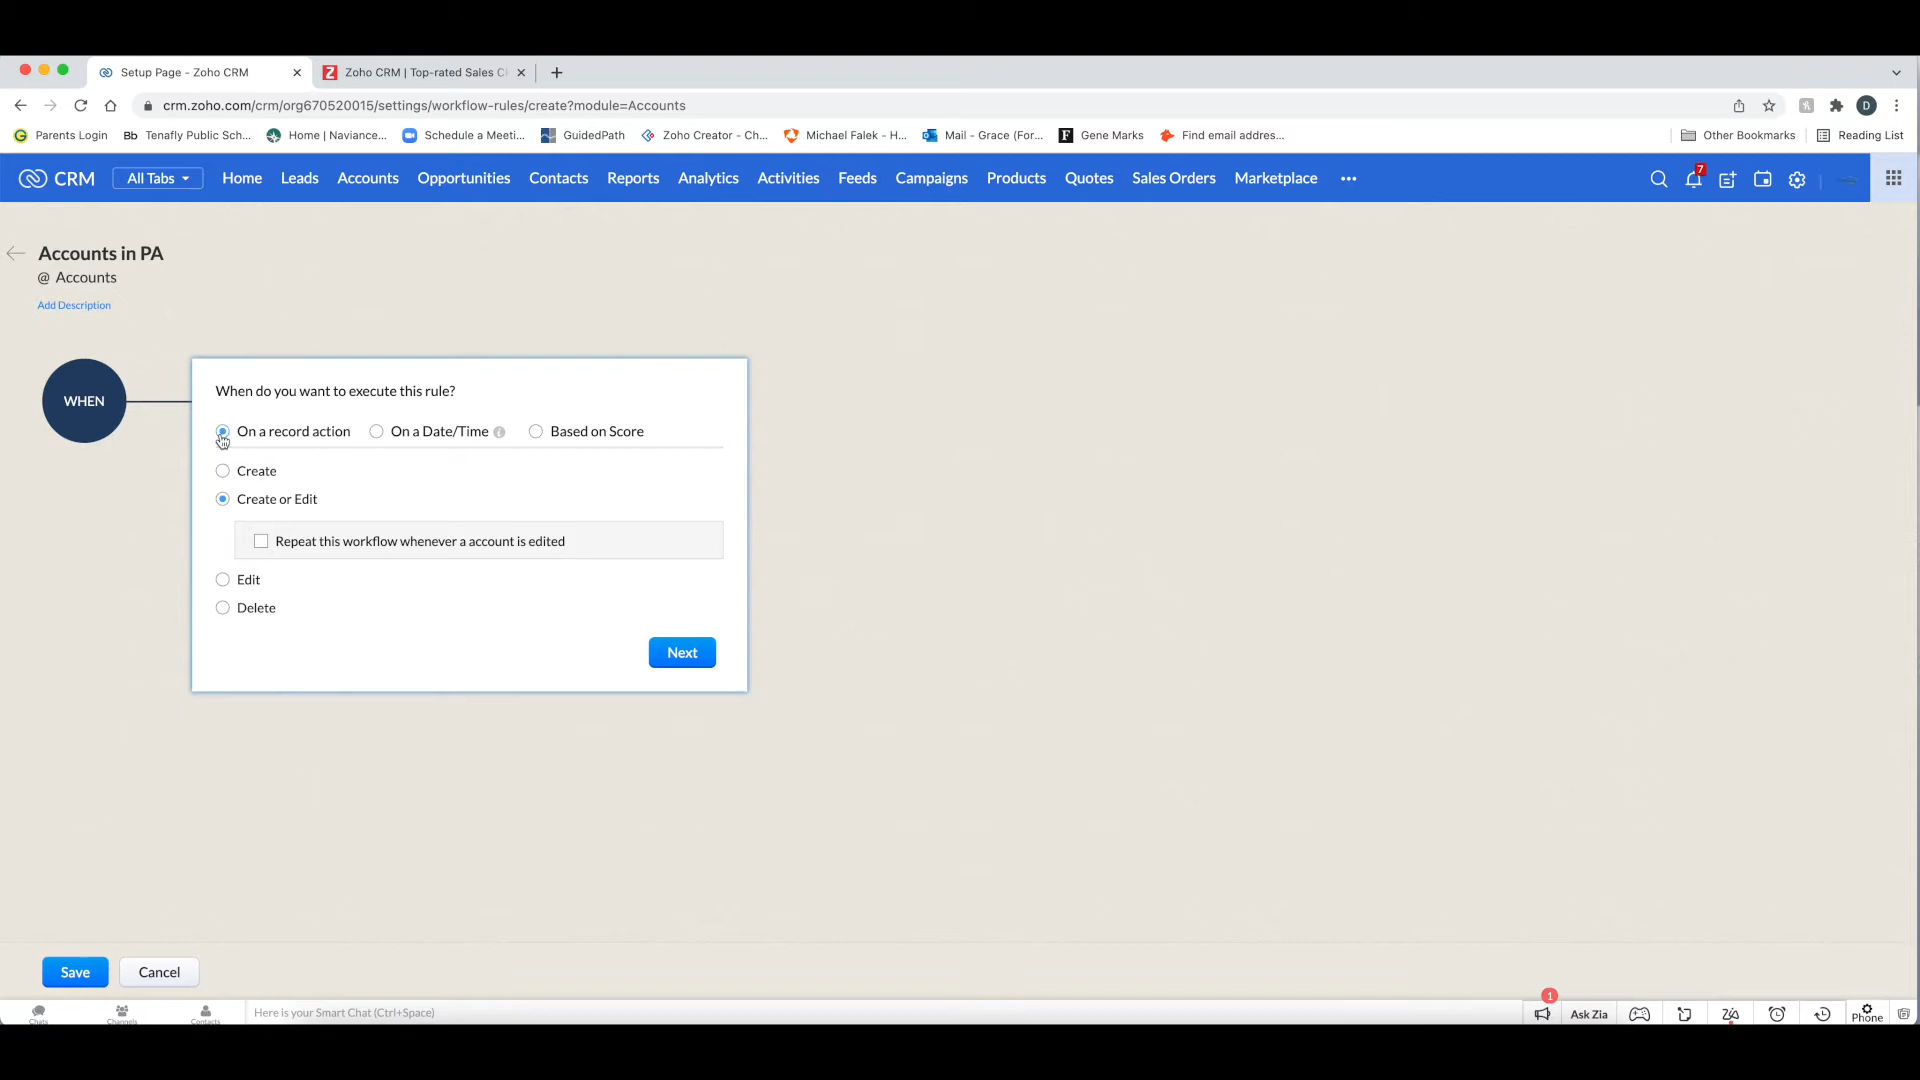 Setup Page - Zoho CRM
Zoho CRM | Top-rated Sales C
crm.zoho.com/crm/org670520015/settings/workflow-rules/create?module=Accounts
D
Parents Login
Bb Tenafly Public Sch...
Home | Naviance...
Schedule a Meeti...
GuidedPath
Zoho Creator - Ch...
Michael Falek - H...
Mail - Grace (For...
F Gene Marks
Find email addres...
Other Bookmarks
Reading List
CRM
All Tabs
Home
Leads
Accounts
Opportunities
Contacts
Reports
Analytics
Activities
Feeds
Campaigns
Products
Quotes
Sales Orders
Marketplace
7
Accounts in PA
@ Accounts
Add Description
WHEN
When do you want to execute this rule?
On a record action
On a Date/Time
Based on Score
Create
Create or Edit
Repeat this workflow whenever a account is edited
Edit
Delete
Next
Save
Cancel
Chats
Channels
Contacts
Here is your Smart Chat (Ctrl+Space)
1
Ask Zia
Phone